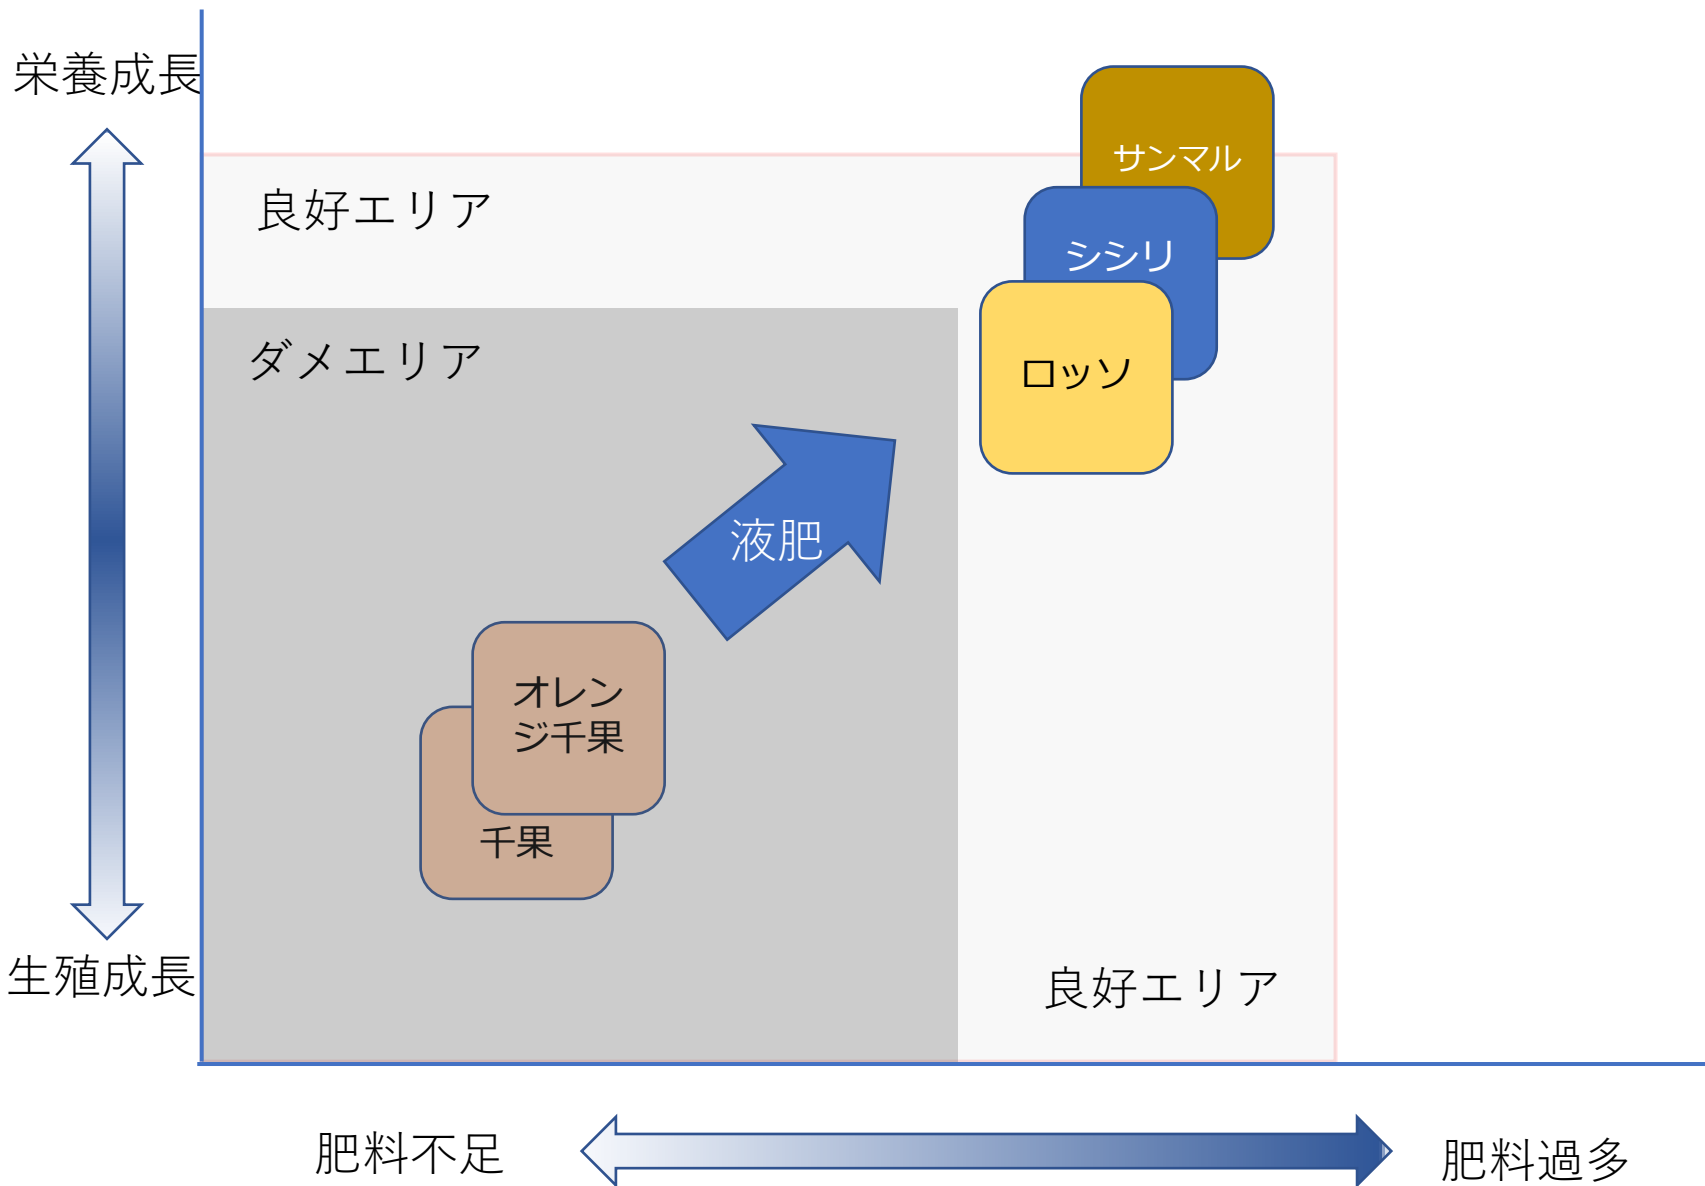 栄養成長
サンマル
良好エリア
シシリ
ダメエリア
ロッソ
液肥
オレン
ジ千果
千果
生殖成長
良好エリア
肥料不足
肥料過多